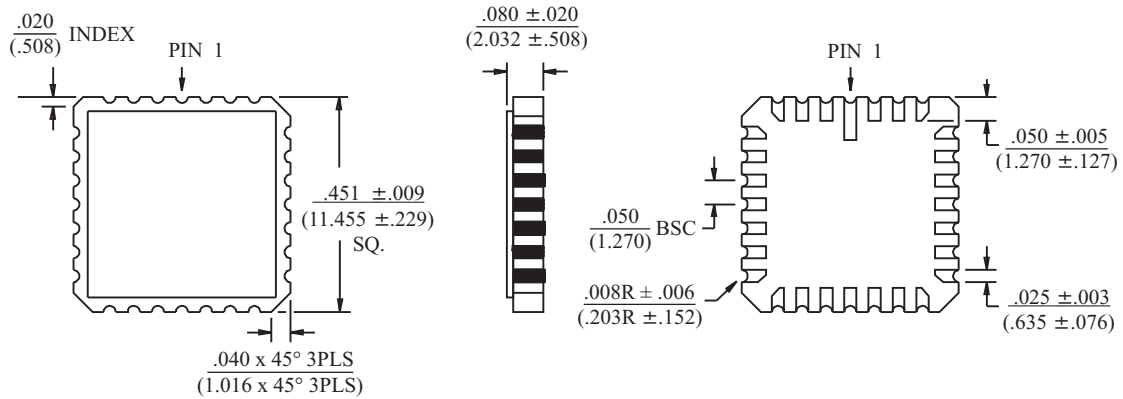 .020
(.508)
INDEX
PIN 1
.451 ±.009
(11.455 ±.229)
SQ.
.040 x 45° 3PLS
(1.016 x 45° 3PLS)
.080 ±.020
(2.032 ±.508)
PIN 1
.050 ±.005
(1.270 ±.127)
.050
(1.270)
BSC
.008R ± .006
(.203R ±.152)
.025 ±.003
(.635 ±.076)